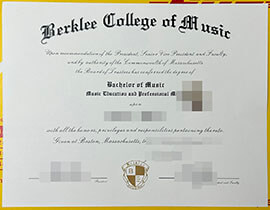 Berklee College of Music
Upon recommendation of the President, Senior Vice President and Faculty,
and by authority of the Commonwealth of Massachusetts
the Board of Trustees has conferred the degree of
Bachelor of Music
Music Education and Professional M
upon
with all the honors, privileges and responsibilities pertaining thereto.
Given at Boston, Massachusetts,
President